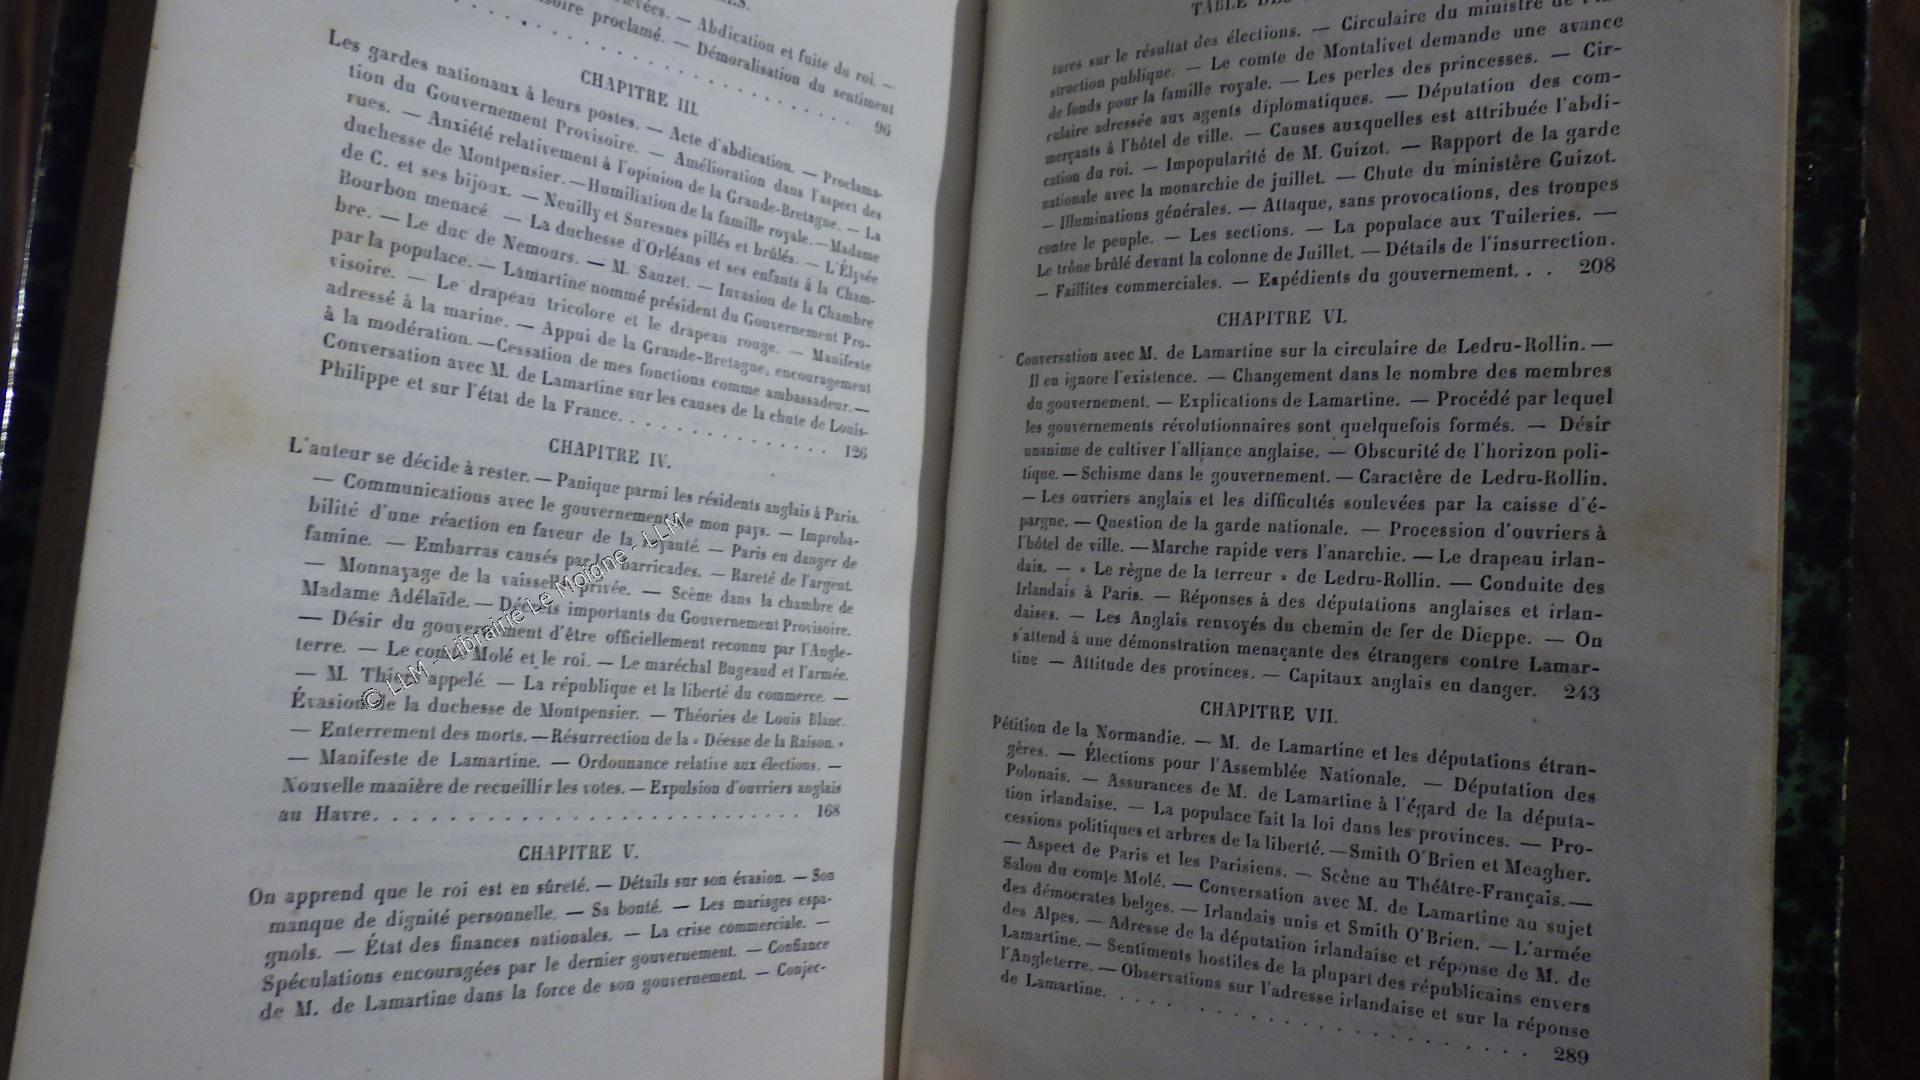 évées. — Abdication et fuite du roi. —
soire proclamé. — Démoralisation du sentiment
96
CHAPITRE III.
Les gardes nationaux à leurs postes. — Acte d'abdication. — Proclama-
tion du Gouvernement Provisoire. — Amélioration dans l'aspect des
rues. — Anxiété relativement à l'opinion de la Grande-Bretagne. — La
duchesse de Montpensier. — Humiliation de la famille royale. — Madame
de C. et ses bijoux. — Neuilly et Suresnes pillés et brûlés. — L'Élysée
Bourbon menacé — La duchesse d'Orléans et ses enfants à la Cham-
bre. — Le duc de Nemours. — M. Sauzet. — Invasion de la Chambre
par la populace. — Lamartine nommé président du Gouvernement Pro-
visoire. — Le drapeau tricolore et le drapeau rouge. — Manifeste
adressé à la marine. — Appui de la Grande-Bretagne, encouragement
à la modération. — Cessation de mes fonctions comme ambassadeur. —
Conversation avec M. de Lamartine sur les causes de la chute de Louis-
Philippe et sur l'état de la France. . . . . . . . . . . . . 126
CHAPITRE IV.
L'auteur se décide à rester. — Panique parmi les résidents anglais à Paris.
— Communications avec le gouvernement de mon pays. — Improba-
bilité d'une réaction en faveur de la royauté. — Paris en danger de
famine. — Embarras causés par les barricades. — Rareté de l'argent.
— Monnayage de la vaisselle privée. — Scène dans la chambre de
Madame Adélaïde. — Décrets importants du Gouvernement Provisoire.
— Désir du gouvernement d'être officiellement reconnu par l'Angle-
terre. — Le comte Molé et le roi. — Le maréchal Bugeaud et l'armée.
— M. Thiers appelé — La république et la liberté du commerce. —
Évasion de la duchesse de Montpensier. — Théories de Louis Blanc.
— Enterrement des morts. — Résurrection de la « Déesse de la Raison. »
— Manifeste de Lamartine. — Ordonnance relative aux élections. —
Nouvelle manière de recueillir les votes. — Expulsion d'ouvriers anglais
au Havre. . . . . . . . . . . . . . . . . . . . . . . . 168
CHAPITRE V.
On apprend que le roi est en sûreté. — Détails sur son évasion. — Son
manque de dignité personnelle. — Sa bonté. — Les mariages espa-
gnols. — État des finances nationales. — La crise commerciale. —
Spéculations encouragées par le dernier gouvernement. — Confiance
de M. de Lamartine dans la force de son gouvernement. — Conjec-
© LLM - Librairie Le Moigne - LLM
TABLE DES
tures sur le résultat des élections. — Circulaire du ministre de l'In-
struction publique. — Le comte de Montalivet demande une avance
de fonds pour la famille royale. — Les perles des princesses. — Cir-
culaire adressée aux agents diplomatiques. — Députation des com-
merçants à l'hôtel de ville. — Causes auxquelles est attribuée l'abdi-
cation du roi. — Impopularité de M. Guizot. — Rapport de la garde
nationale avec la monarchie de juillet. — Chute du ministère Guizot.
— Illuminations générales. — Attaque, sans provocations, des troupes
contre le peuple. — Les sections. — La populace aux Tuileries. —
Le trône brûlé devant la colonne de Juillet. — Détails de l'insurrection.
— Faillites commerciales. — Expédients du gouvernement. . . 208
CHAPITRE VI.
Conversation avec M. de Lamartine sur la circulaire de Ledru-Rollin. —
Il en ignore l'existence. — Changement dans le nombre des membres
du gouvernement. — Explications de Lamartine. — Procédé par lequel
les gouvernements révolutionnaires sont quelquefois formés. — Désir
unanime de cultiver l'alliance anglaise. — Obscurité de l'horizon poli-
tique. — Schisme dans le gouvernement. — Caractère de Ledru-Rollin.
— Les ouvriers anglais et les difficultés soulevées par la caisse d'é-
pargne. — Question de la garde nationale. — Procession d'ouvriers à
l'hôtel de ville. — Marche rapide vers l'anarchie. — Le drapeau irlan-
dais. — « Le règne de la terreur » de Ledru-Rollin. — Conduite des
Irlandais à Paris. — Réponses à des députations anglaises et irlan-
daises. — Les Anglais renvoyés du chemin de fer de Dieppe. — On
s'attend à une démonstration menaçante des étrangers contre Lamar-
tine — Attitude des provinces. — Capitaux anglais en danger. 243
CHAPITRE VII.
Pétition de la Normandie. — M. de Lamartine et les députations étran-
gères. — Élections pour l'Assemblée Nationale. — Députation des
Polonais. — Assurances de M. de Lamartine à l'égard de la députa-
tion irlandaise. — La populace fait la loi dans les provinces. — Pro-
cessions politiques et arbres de la liberté. — Smith O'Brien et Meagher.
— Aspect de Paris et les Parisiens. — Scène au Théâtre-Français. —
Salon du comte Molé. — Conversation avec M. de Lamartine au sujet
des démocrates belges. — Irlandais unis et Smith O'Brien. — L'armée
des Alpes. — Adresse de la députation irlandaise et réponse de M. de
Lamartine. — Sentiments hostiles de la plupart des républicains envers
l'Angleterre. — Observations sur l'adresse irlandaise et sur la réponse
de Lamartine. . . . . . . . . . . . . . . . . . . . . . 289